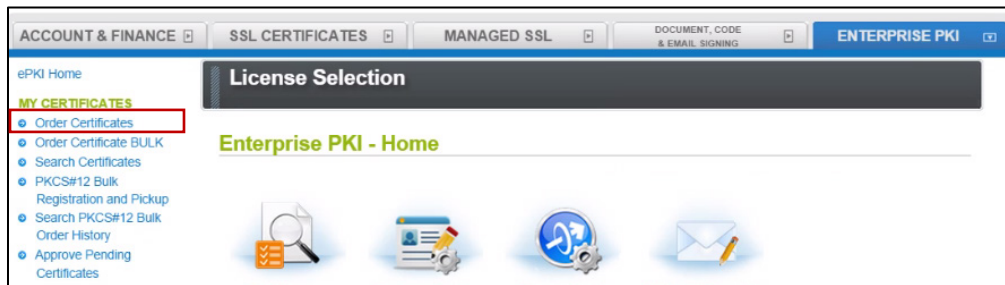 ACCOUNT & FINANCE
SSL CERTIFICATES
MANAGED SSL
DOCUMENT, CODE
& EMAIL SIGNING
ENTERPRISE PKI
ePKI Home
MY CERTIFICATES
Order Certificates
Order Certificate BULK
Search Certificates
PKCS#12 Bulk
Registration and Pickup
Search PKCS#12 Bulk
Order History
Approve Pending
Certificates
License Selection
Enterprise PKI - Home